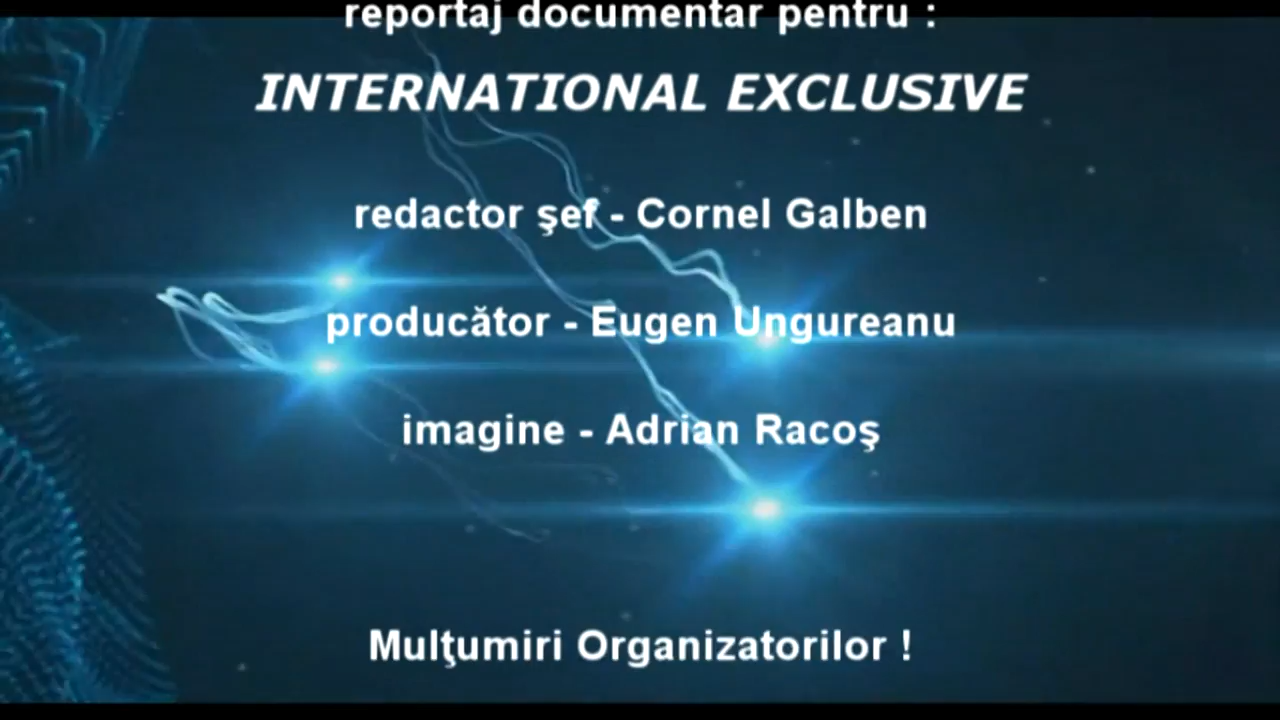 reportaj documentar pentru :
INTERNATIONAL EXCLUSIVE
redactor şef - Cornel Galben
producător - Eugen Ungureanu
imagine - Adrian Racoş
Mulţumiri Organizatorilor !